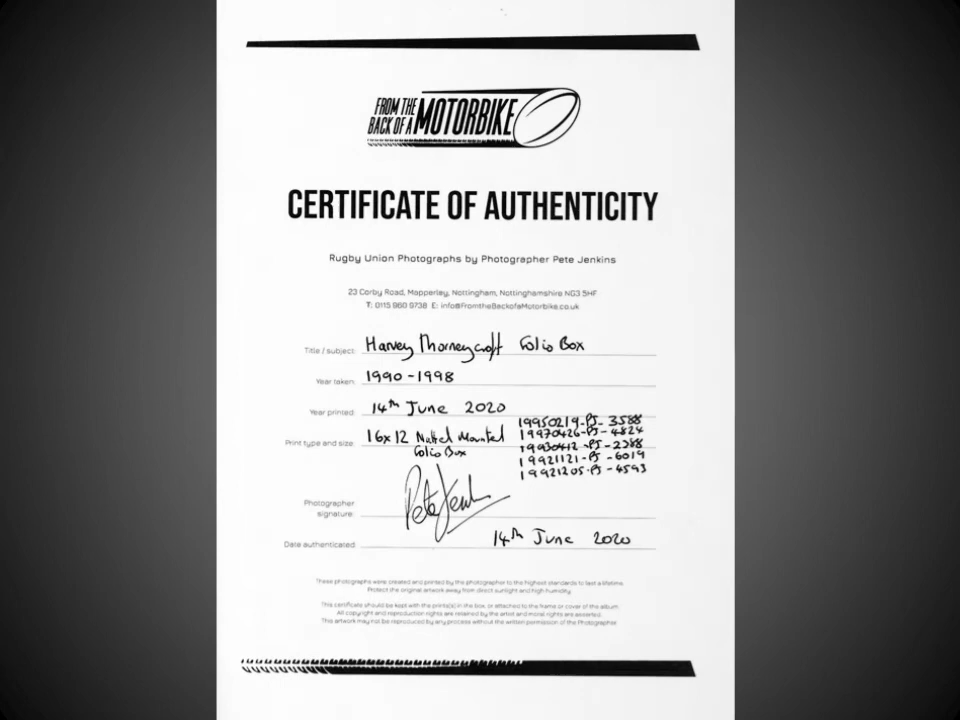 FROM THE
BACK OF A MOTORBIKE
CERTIFICATE OF AUTHENTICITY
Rugby Union Photographs by Photographer Pete Jenkins
23 Corby Road, Mapperley, Nottingham, Nottinghamshire NG3 5HF
T: 0115 960 9738 E: info@FromtheBackofaMotorbike.co.uk
Title / subject: Harvey Thorneycroft Folio Box
Year taken: 1990-1998
Year printed: 14th June 2020
Print type and size: 16x12 Matted Mounted
Folio Box
19950219-PJ-3588
19970426-PJ-4824
19930412-PJ-2388
19921121-PJ-6019
19921205-PJ-4593
Photographer
signature: Pete Jenkins
Date authenticated: 14th June 2020
These photographs were created and printed by the photographer to the highest standards to last a lifetime.
Protect the original artwork away from direct sunlight and high humidity
This certificate should be kept with the prints(s) in the box, or attached to the frame or cover of the album.
All copyright and reproduction rights are retained by the artist and moral rights are asserted.
This artwork may not be reproduced by any process without the written permission of the Photographer